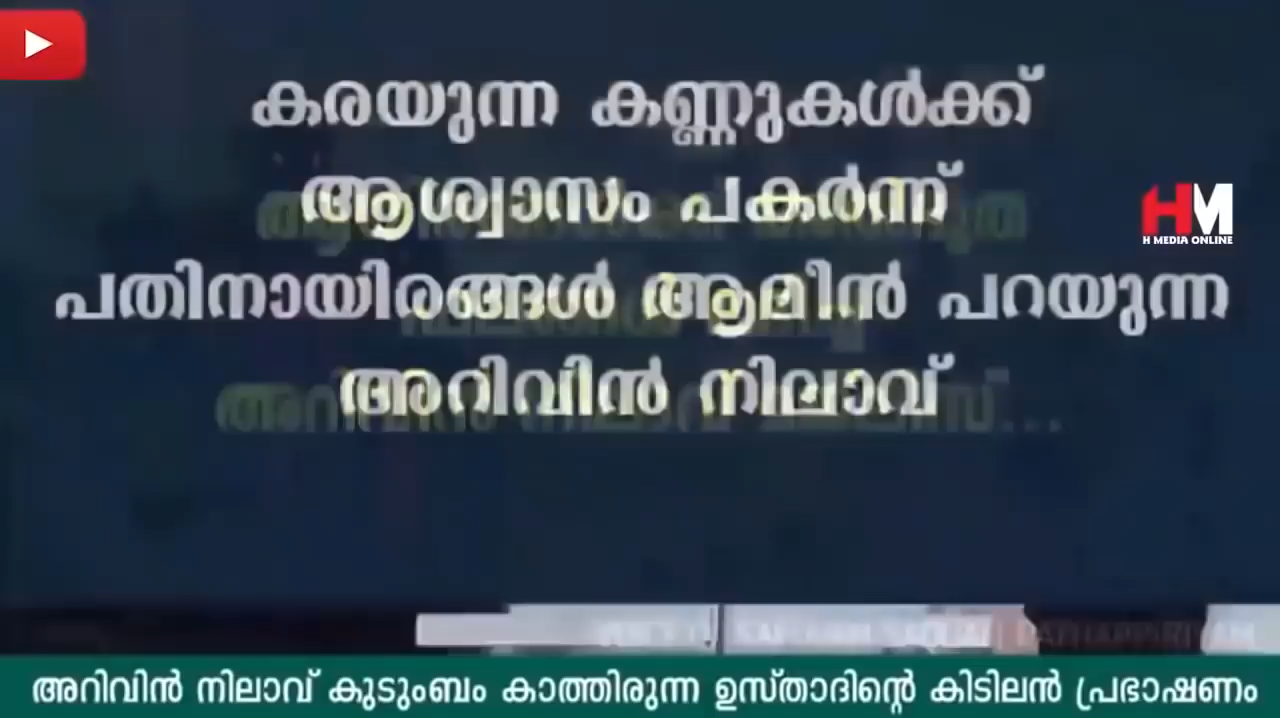 കരയുന്ന കണ്ണുകൾക്ക്
ആശ്വാസം പകർന്ന്
HM
H MEDIA ONLINE
പതിനായിരങ്ങൾ ആമീൻ പറയുന്ന
അറിവിൻ നിലാവ്
അറിവിൻ നിലാവ് കുടുംബം കാത്തിരുന്ന ഉസ്താദിന്റെ കിടിലൻ പ്രഭാഷണം